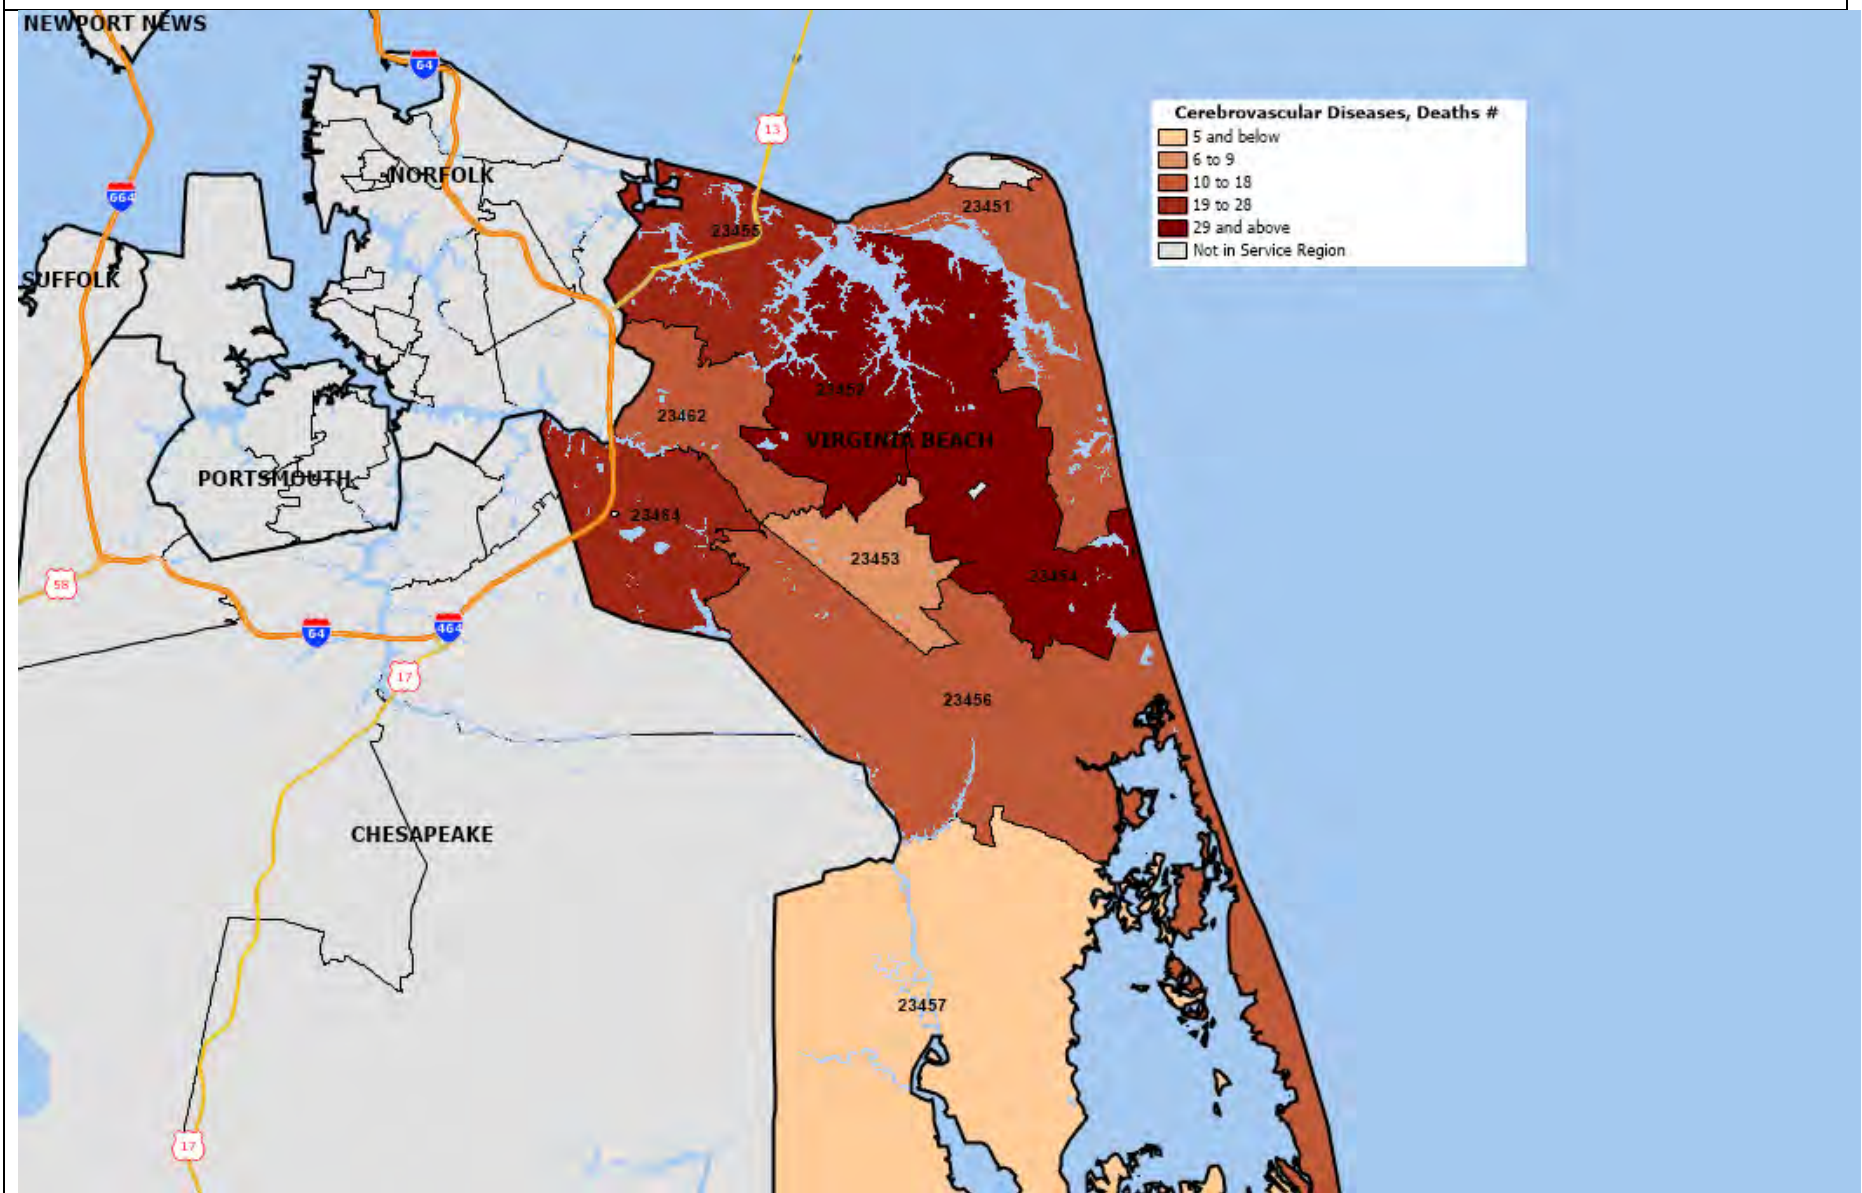 NEWPORT NEWS
64
13
Cerebrovascular Diseases, Deaths #
5 and below
6 to 9
10 to 18
19 to 28
29 and above
Not in Service Region
NORFOLK
664
23451
23455
SUFFOLK
23452
23462
VIRGINIA BEACH
PORTSMOUTH
23464
23453
58
23454
64
464
17
23456
CHESAPEAKE
23457
17